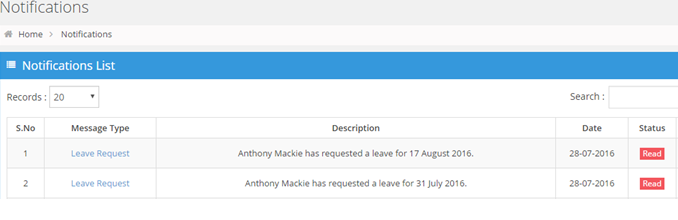 Notifications
Home > Notifications
Notifications List
Records : 20 Search :
S.No Message Type Description Date Status
1 Leave Request Anthony Mackie has requested a leave for 17 August 2016. 28-07-2016 Read
2 Leave Request Anthony Mackie has requested a leave for 31 July 2016. 28-07-2016 Read